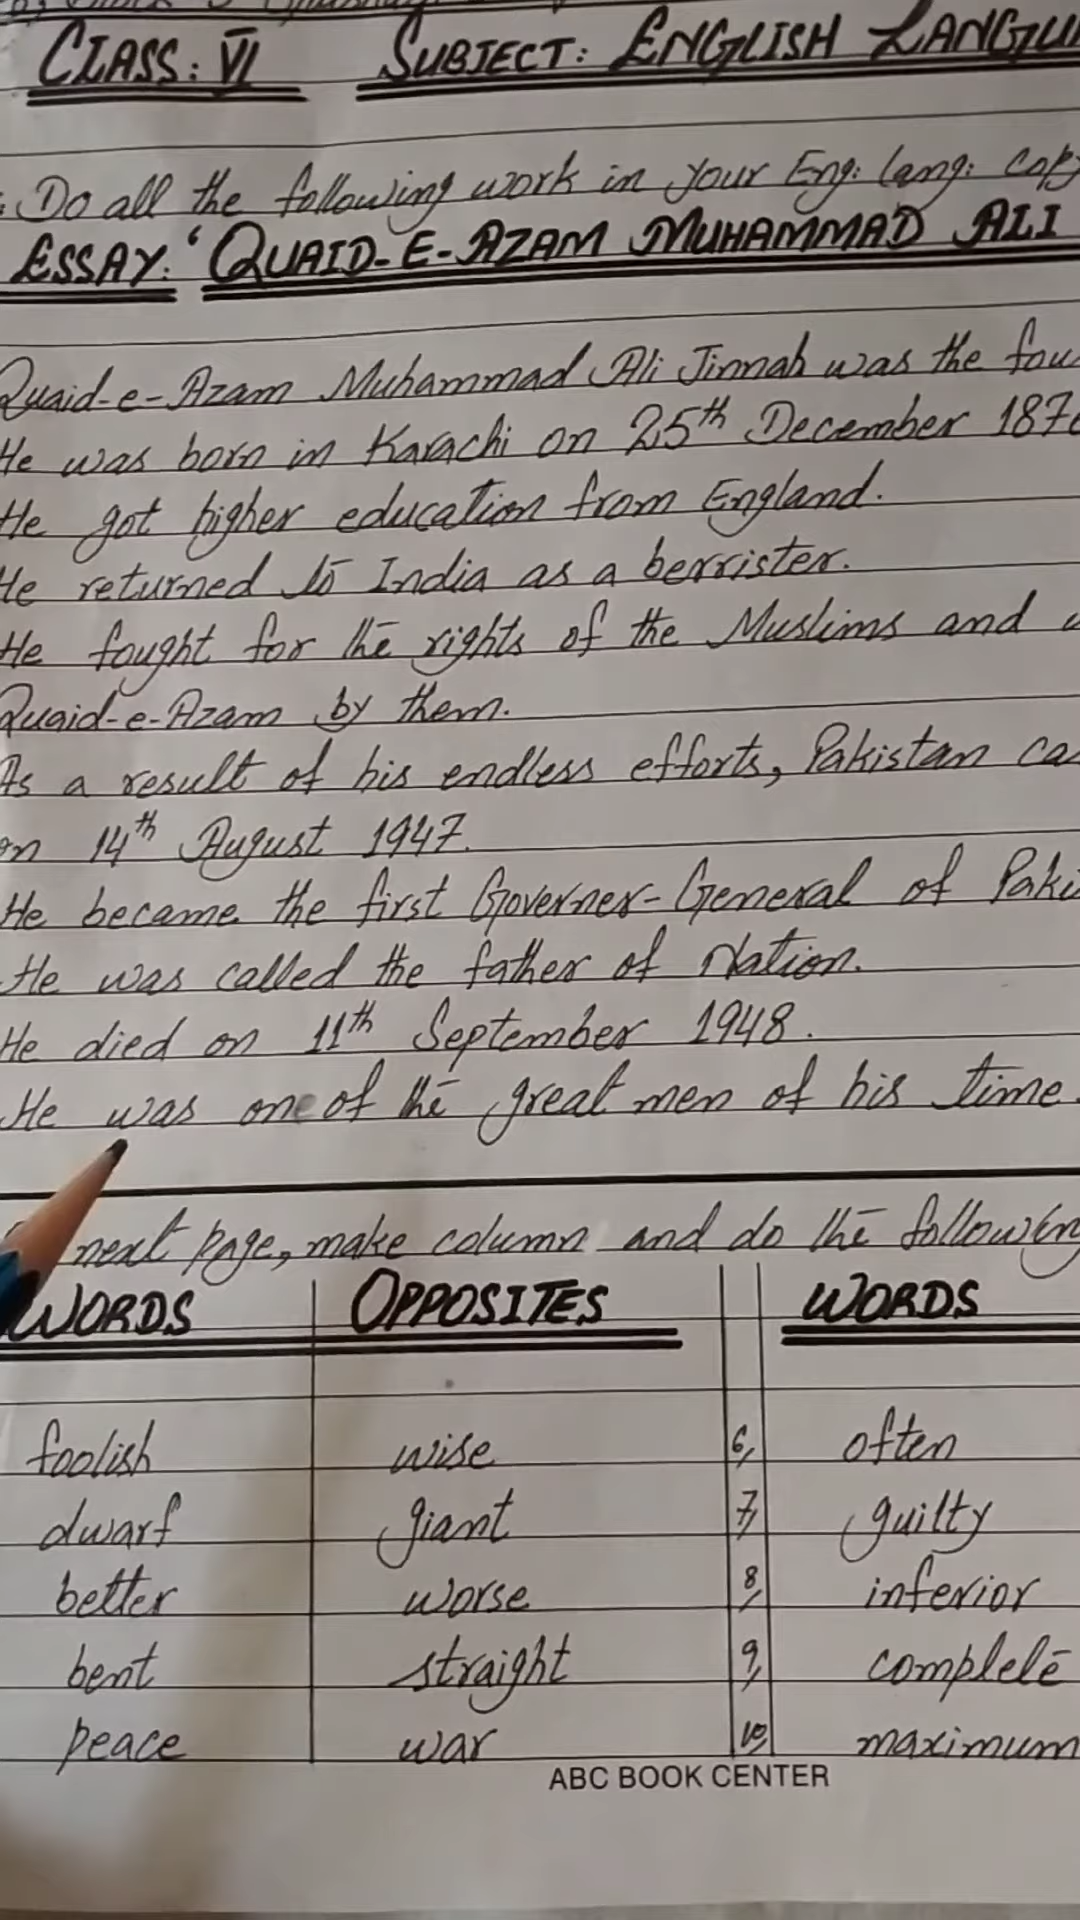 CLASS: VI SUBJECT: ENGLISH
Do all the following work in your Eng: lang:
ESSAY: 'QUAID-E-AZAM MUHAMMAD ALI
Quaid-e-Azam Muhammad Ali Jinnah was the
He was born in Karachi on 25th December
He got higher education from England.
He returned to India as a berrister.
He fought for the rights of the Muslims and
Quaid-e-Azam by them.
As a result of his endless efforts, Pakistan
on 14th August 1947.
He became the first Governer-General of
He was called the father of Nation.
He died on 11th September 1948.
He was one of the great men of his time.
next page, make column and do the following
WORDS OPPOSITES WORDS
foolish wise 6, often
dwarf giant 7, guilty
better worse 8, inferior
bent straight 9, complete
peace war 10, maximum
ABC BOOK CENTER